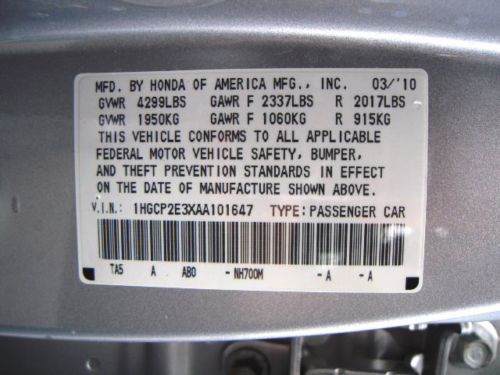 MFD. BY HONDA OF AMERICA MFG., INC. 03/'10
GVWR 4299LBS GAWR F 2337LBS R 2017LBS
GVWR 1950KG GAWR F 1060KG R 915KG
THIS VEHICLE CONFORMS TO ALL APPLICABLE
FEDERAL MOTOR VEHICLE SAFETY, BUMPER,
AND THEFT PREVENTION STANDARDS IN EFFECT
ON THE DATE OF MANUFACTURE SHOWN ABOVE.
V.I.N.: 1HGCP2E3XAA101647 TYPE: PASSENGER CAR
TA5 A AB0 - NH700M - A - A